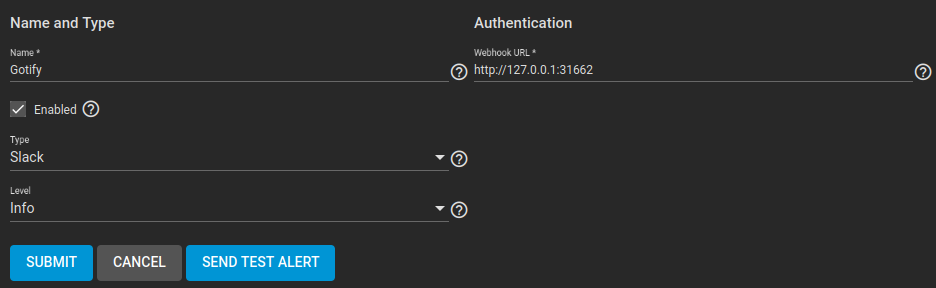 Name and Type
Name *
Gotify
Enabled
Type
Slack
Level
Info
Authentication
Webhook URL *
http://127.0.0.1:31662
SUBMIT
CANCEL
SEND TEST ALERT